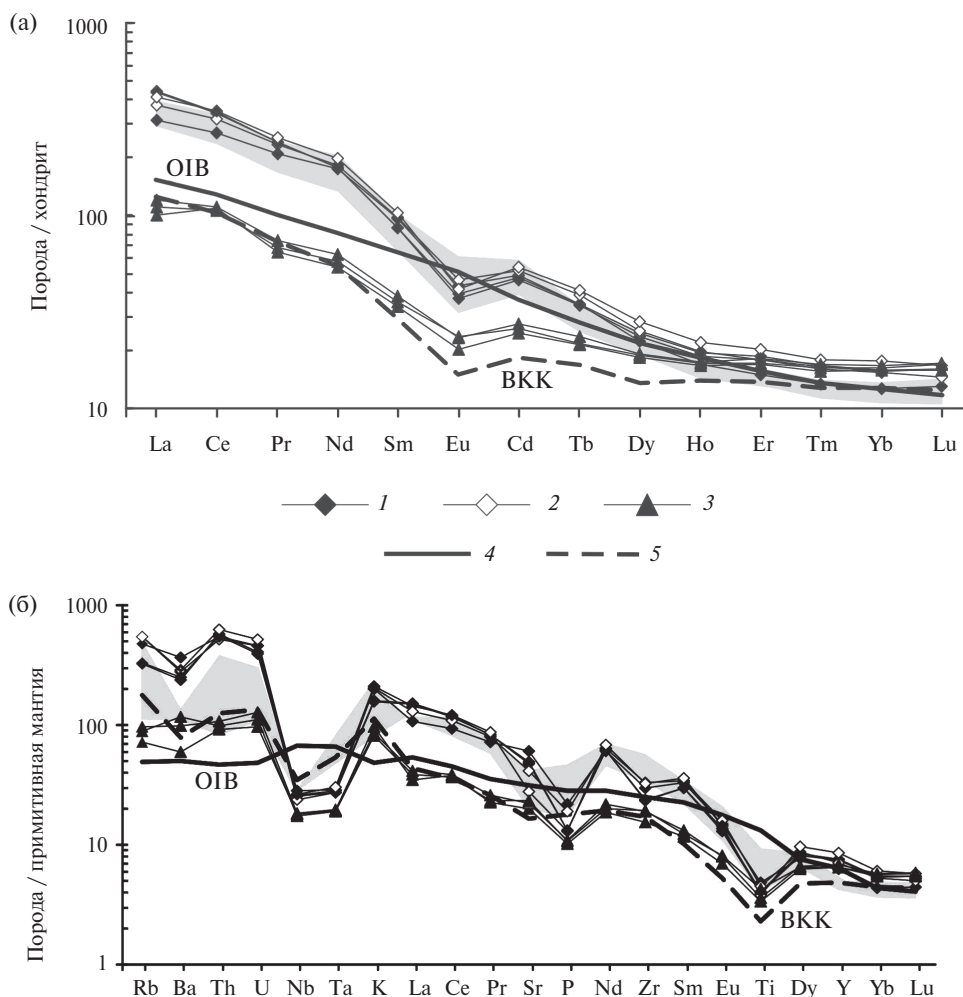 (а)
1000
100
10
Порода / хондрит
OIB
BKK
La Ce Pr Nd Sm Eu Cd Tb Dy Ho Er Tm Yb Lu
1 2 3
4 5
(б)
1000
100
10
1
Порода / примитивная мантия
OIB
BKK
Rb Ba Th U Nb Ta K La Ce Pr Sr P Nd Zr Sm Eu Ti Dy Y Yb Lu